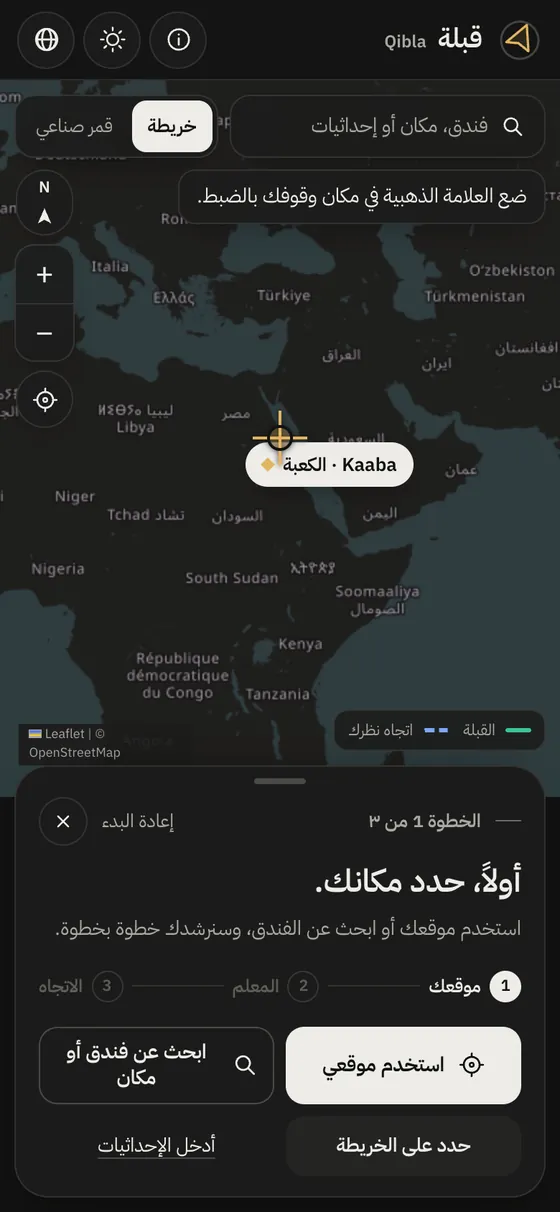 قبلة Qibla
فندق، مكان أو إحداثيات
خريطة
قمر صناعي
ضع العلامة الذهبية في مكان وقوفك بالضبط.
N
+
−
Italia
Ελλάς
Türkiye
Oʻzbekiston
Türkmenistan
افغانستان
العراق
ایران
ليبيا ⵍⵉⴱⵢⴰ
Libya
مصر
السعودية
الكعبة · Kaaba
عمان
Niger
Tchad تشاد
السودان
اليمن
Nigeria
South Sudan
Soomaaliya
الصومال
Kenya
République
démocratique
du Congo
Tanzania
القبلة
اتجاه نظرك
Leaflet | ©
OpenStreetMap
الخطوة 1 من ٣
إعادة البدء
أولاً، حدد مكانك.
استخدم موقعك أو ابحث عن الفندق، وسنرشدك خطوة بخطوة.
1 موقعك
2 المعلم
3 الاتجاه
استخدم موقعي
ابحث عن فندق أو
مكان
حدد على الخريطة
أدخل الإحداثيات